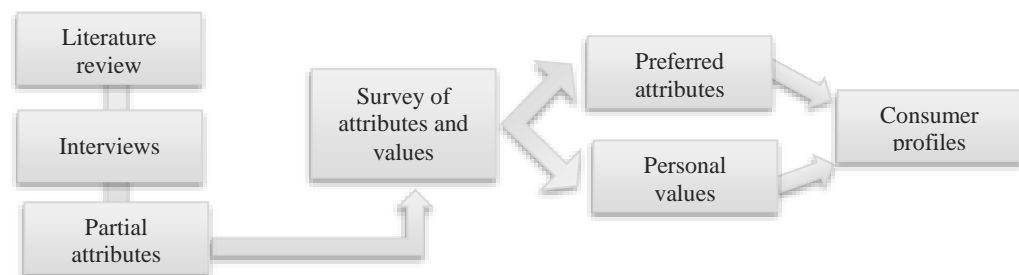 Literature
review
Interviews
Partial
attributes
Survey of
attributes and
values
Preferred
attributes
Personal
values
Consumer
profiles